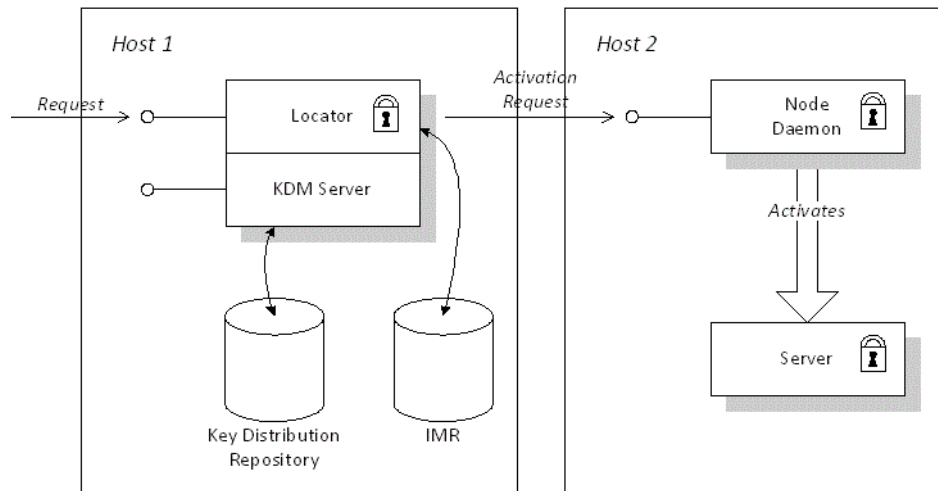 Host 1
Host 2
Request
Locator
KDM Server
Activation
Request
Node
Daemon
Activates
Server
Key Distribution
Repository
IMR